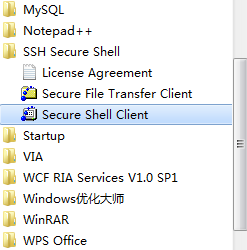 MySQL
Notepad++
SSH Secure Shell
License Agreement
Secure File Transfer Client
Secure Shell Client
Startup
VIA
WCF RIA Services V1.0 SP1
Windows优化大师
WinRAR
WPS Office